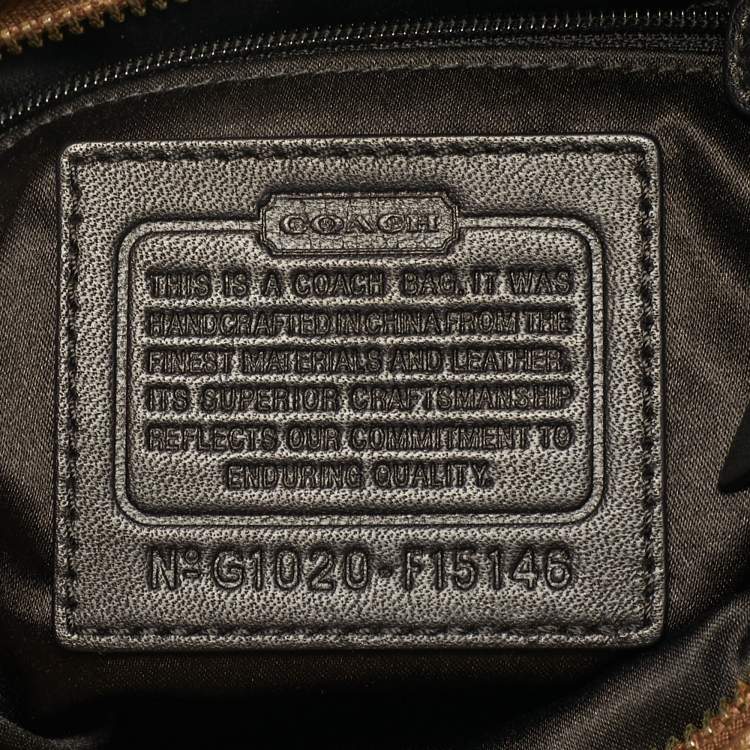 COACH
THIS IS A COACH BAG. IT WAS
HANDCRAFTED IN CHINA FROM THE
FINEST MATERIALS AND LEATHER.
ITS SUPERIOR CRAFTSMANSHIP
REFLECTS OUR COMMITMENT TO
ENDURING QUALITY.
Nº G1020-F15146